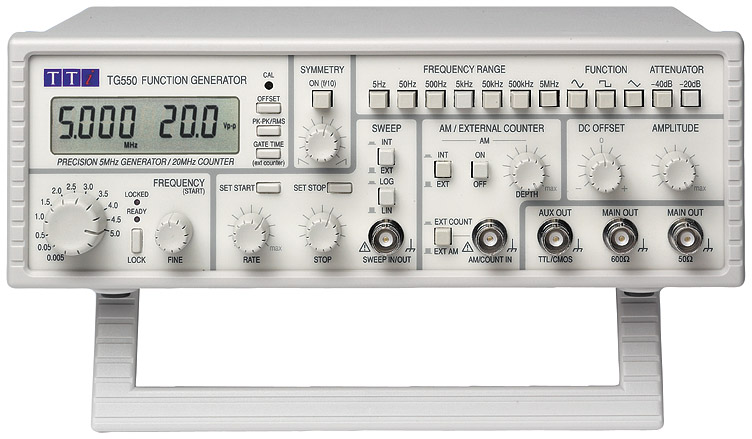 TTi TG550 FUNCTION GENERATOR
CAL
5.000 MHz 20.0 Vp-p
OFFSET
PK-PK/RMS
GATE TIME
(ext counter)
PRECISION 5MHz GENERATOR / 20MHz COUNTER
SYMMETRY
ON (f/10)
FREQUENCY RANGE
5Hz 50Hz 500Hz 5kHz 50kHz 500kHz 5MHz
FUNCTION
ATTENUATOR
-40dB -20dB
SWEEP
INT
EXT
LOG
LIN
SWEEP IN/OUT
AM / EXTERNAL COUNTER
AM
INT
EXT
ON
OFF
DEPTH
max
EXT COUNT
EXT AM
AM/COUNT IN
DC OFFSET
0
- +
AMPLITUDE
max
AUX OUT
TTL/CMOS
MAIN OUT
600Ω
MAIN OUT
50Ω
FREQUENCY
(START)
2.0 2.5 3.0
1.5 3.5
1.0 4.0
0.5 4.5
0.05 5.0
0.005
LOCKED
READY
LOCK
FINE
SET START
RATE
max
SET STOP
STOP